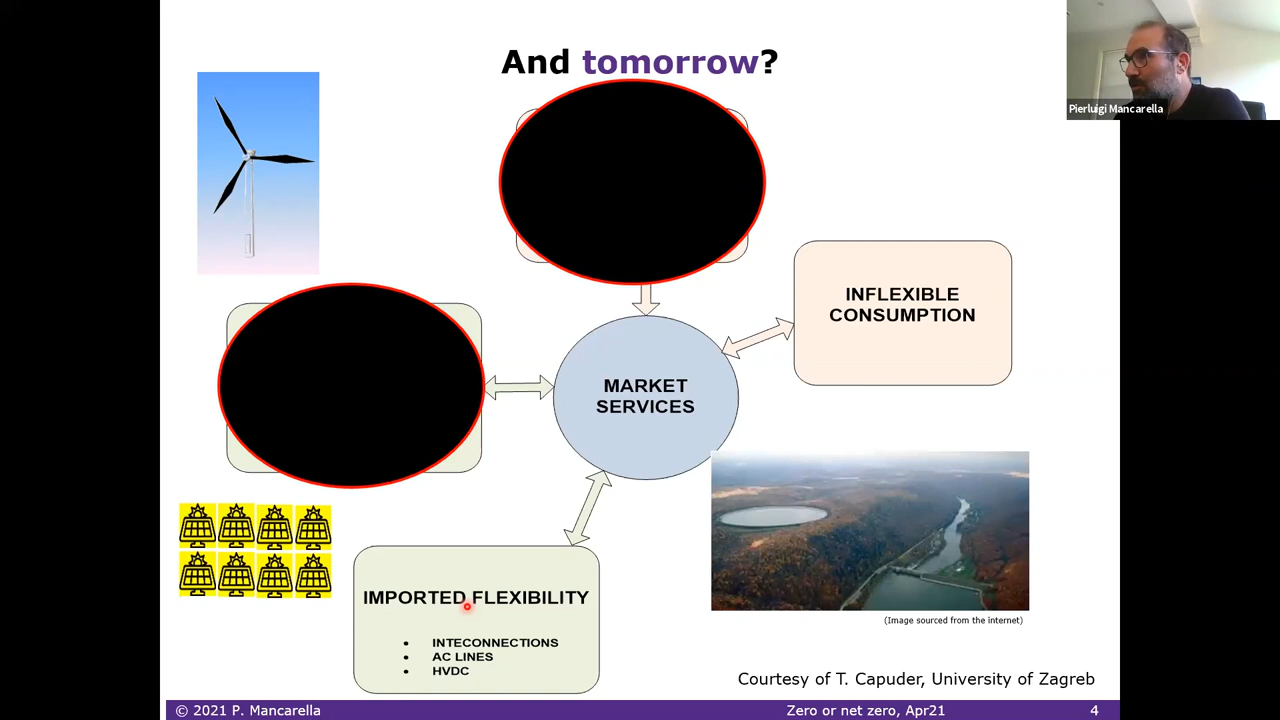 And tomorrow?
Pierluigi Mancarella
INFLEXIBLE
CONSUMPTION
MARKET
SERVICES
IMPORTED FLEXIBILITY
• INTECONNECTIONS
• AC LINES
• HVDC
(Image sourced from the internet)
Courtesy of T. Capuder, University of Zagreb
© 2021 P. Mancarella
Zero or net zero, Apr21
4